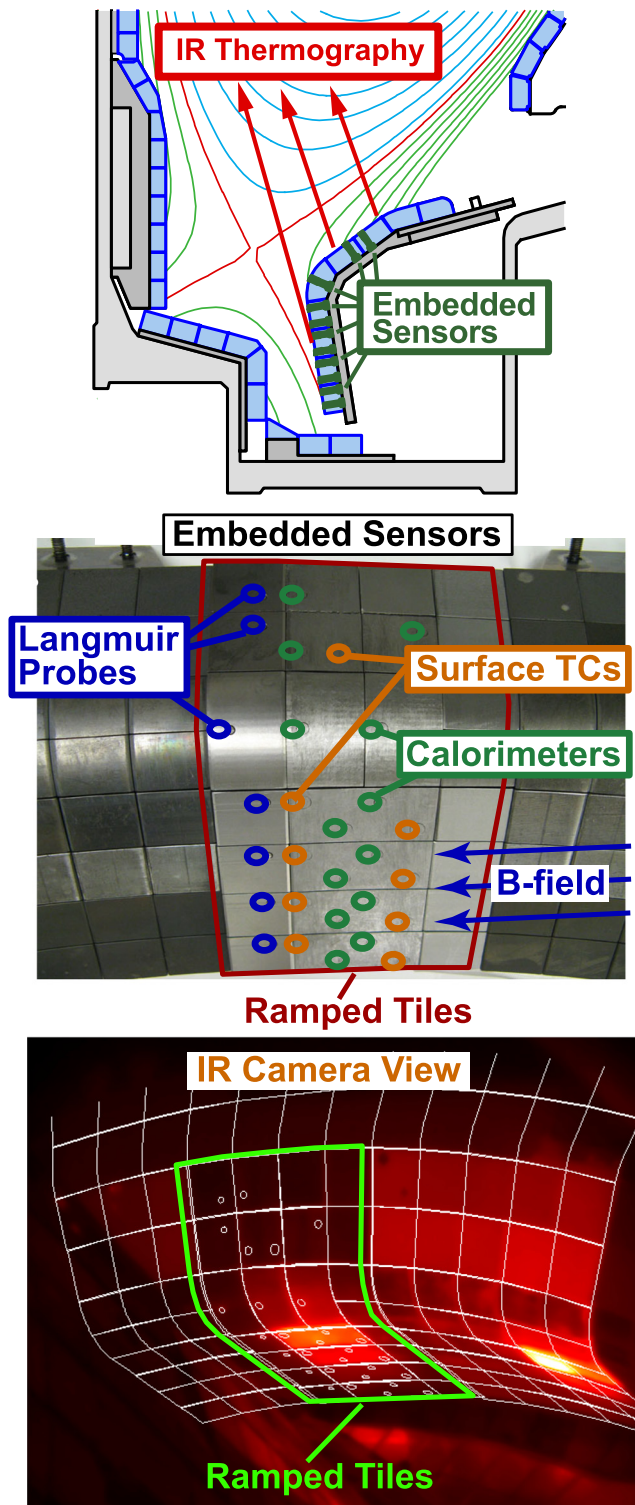 IR Thermography
Embedded
Sensors
Embedded Sensors
Langmuir
Probes
Surface TCs
Calorimeters
B-field
Ramped Tiles
IR Camera View
Ramped Tiles